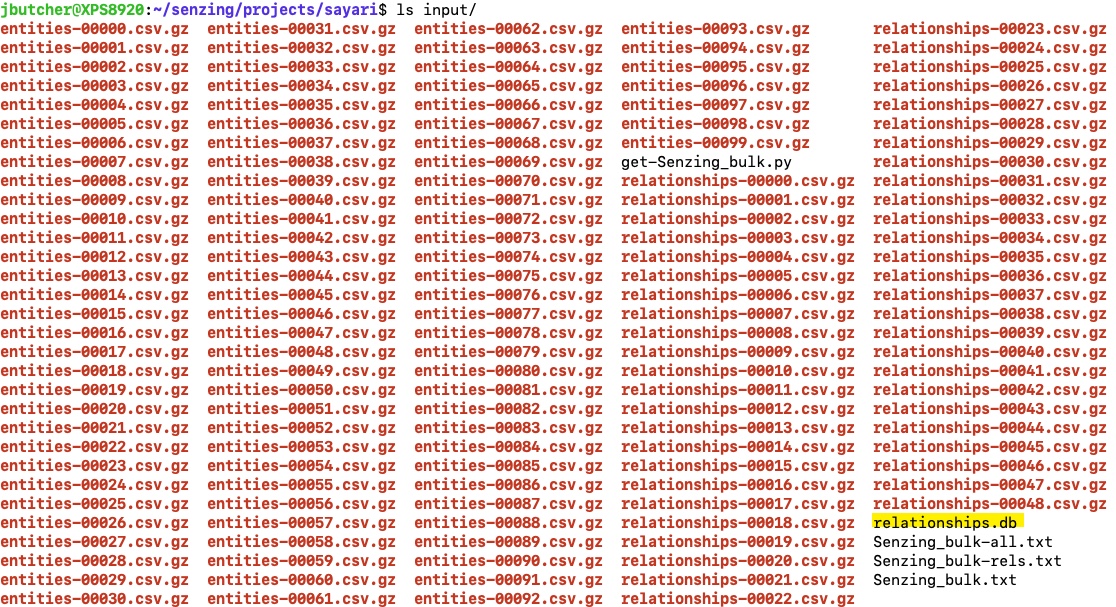 jbutcher@XPS8920:~/senzing/projects/sayari$ ls input/
entities-00000.csv.gz entities-00031.csv.gz entities-00062.csv.gz entities-00093.csv.gz relationships-00023.csv.gz
entities-00001.csv.gz entities-00032.csv.gz entities-00063.csv.gz entities-00094.csv.gz relationships-00024.csv.gz
entities-00002.csv.gz entities-00033.csv.gz entities-00064.csv.gz entities-00095.csv.gz relationships-00025.csv.gz
entities-00003.csv.gz entities-00034.csv.gz entities-00065.csv.gz entities-00096.csv.gz relationships-00026.csv.gz
entities-00004.csv.gz entities-00035.csv.gz entities-00066.csv.gz entities-00097.csv.gz relationships-00027.csv.gz
entities-00005.csv.gz entities-00036.csv.gz entities-00067.csv.gz entities-00098.csv.gz relationships-00028.csv.gz
entities-00006.csv.gz entities-00037.csv.gz entities-00068.csv.gz entities-00099.csv.gz relationships-00029.csv.gz
entities-00007.csv.gz entities-00038.csv.gz entities-00069.csv.gz get-Senzing_bulk.py relationships-00030.csv.gz
entities-00008.csv.gz entities-00039.csv.gz entities-00070.csv.gz relationships-00000.csv.gz relationships-00031.csv.gz
entities-00009.csv.gz entities-00040.csv.gz entities-00071.csv.gz relationships-00001.csv.gz relationships-00032.csv.gz
entities-00010.csv.gz entities-00041.csv.gz entities-00072.csv.gz relationships-00002.csv.gz relationships-00033.csv.gz
entities-00011.csv.gz entities-00042.csv.gz entities-00073.csv.gz relationships-00003.csv.gz relationships-00034.csv.gz
entities-00012.csv.gz entities-00043.csv.gz entities-00074.csv.gz relationships-00004.csv.gz relationships-00035.csv.gz
entities-00013.csv.gz entities-00044.csv.gz entities-00075.csv.gz relationships-00005.csv.gz relationships-00036.csv.gz
entities-00014.csv.gz entities-00045.csv.gz entities-00076.csv.gz relationships-00006.csv.gz relationships-00037.csv.gz
entities-00015.csv.gz entities-00046.csv.gz entities-00077.csv.gz relationships-00007.csv.gz relationships-00038.csv.gz
entities-00016.csv.gz entities-00047.csv.gz entities-00078.csv.gz relationships-00008.csv.gz relationships-00039.csv.gz
entities-00017.csv.gz entities-00048.csv.gz entities-00079.csv.gz relationships-00009.csv.gz relationships-00040.csv.gz
entities-00018.csv.gz entities-00049.csv.gz entities-00080.csv.gz relationships-00010.csv.gz relationships-00041.csv.gz
entities-00019.csv.gz entities-00050.csv.gz entities-00081.csv.gz relationships-00011.csv.gz relationships-00042.csv.gz
entities-00020.csv.gz entities-00051.csv.gz entities-00082.csv.gz relationships-00012.csv.gz relationships-00043.csv.gz
entities-00021.csv.gz entities-00052.csv.gz entities-00083.csv.gz relationships-00013.csv.gz relationships-00044.csv.gz
entities-00022.csv.gz entities-00053.csv.gz entities-00084.csv.gz relationships-00014.csv.gz relationships-00045.csv.gz
entities-00023.csv.gz entities-00054.csv.gz entities-00085.csv.gz relationships-00015.csv.gz relationships-00046.csv.gz
entities-00024.csv.gz entities-00055.csv.gz entities-00086.csv.gz relationships-00016.csv.gz relationships-00047.csv.gz
entities-00025.csv.gz entities-00056.csv.gz entities-00087.csv.gz relationships-00017.csv.gz relationships-00048.csv.gz
entities-00026.csv.gz entities-00057.csv.gz entities-00088.csv.gz relationships-00018.csv.gz relationships.db
entities-00027.csv.gz entities-00058.csv.gz entities-00089.csv.gz relationships-00019.csv.gz Senzing_bulk-all.txt
entities-00028.csv.gz entities-00059.csv.gz entities-00090.csv.gz relationships-00020.csv.gz Senzing_bulk-rels.txt
entities-00029.csv.gz entities-00060.csv.gz entities-00091.csv.gz relationships-00021.csv.gz Senzing_bulk.txt
entities-00030.csv.gz entities-00061.csv.gz entities-00092.csv.gz relationships-00022.csv.gz